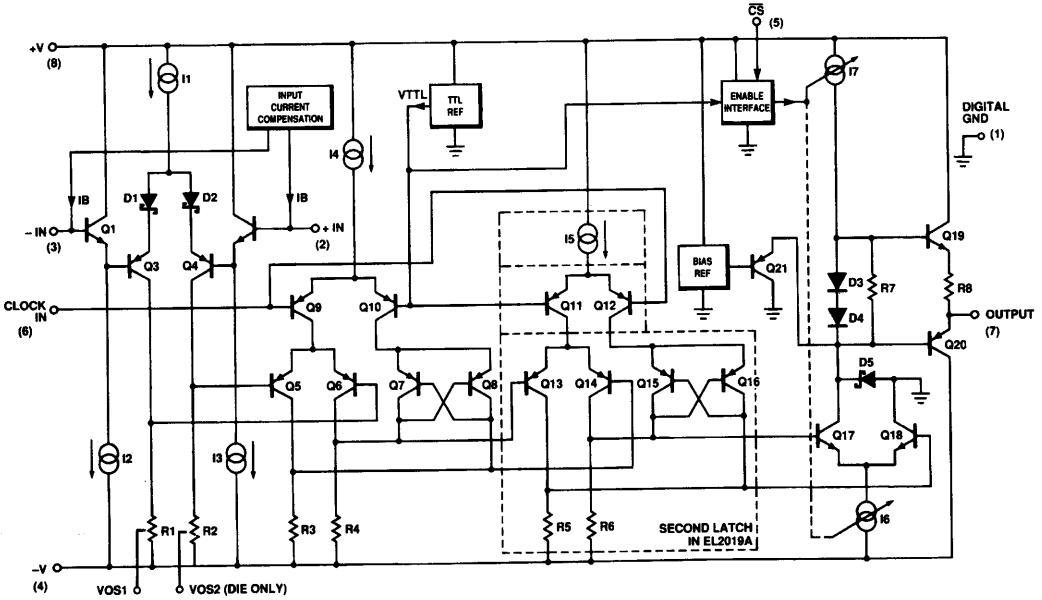 CS
(5)
+V
(8)
I1
INPUT
CURRENT
COMPENSATION
VTTL
TTL
REF
ENABLE
INTERFACE
I7
DIGITAL
GND
(1)
I4
IB
D1
D2
IB
– IN
(3)
Q1
+ IN
(2)
Q3
Q4
I5
BIAS
REF
Q21
Q19
D3
R7
R8
CLOCK
IN
(6)
Q9
Q10
Q11
Q12
D4
OUTPUT
(7)
Q20
D5
Q5
Q6
Q7
Q8
Q13
Q14
Q15
Q16
Q17
Q18
I2
I3
R1
R2
R3
R4
R5
R6
I6
SECOND LATCH
IN EL2019A
–V
(4)
VOS1
VOS2 (DIE ONLY)